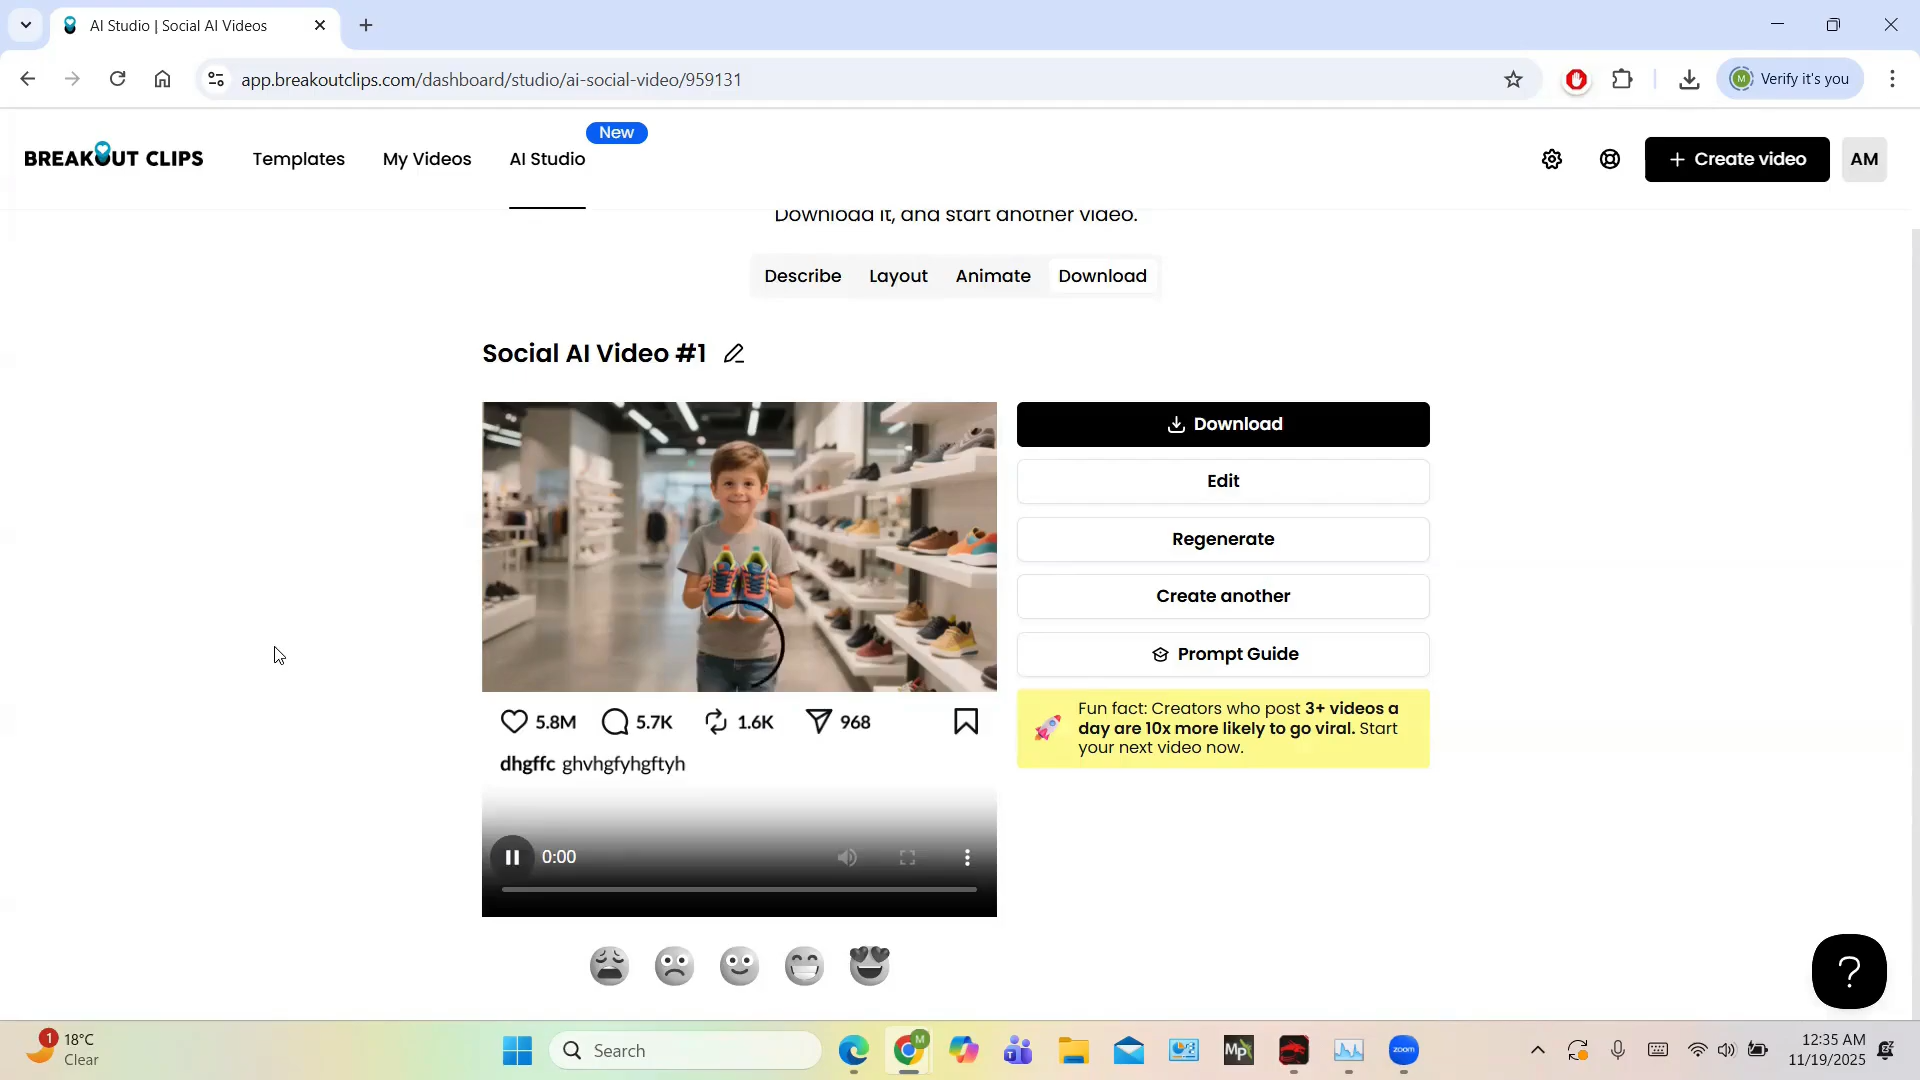 AI Studio | Social AI Videos
app.breakoutclips.com/dashboard/studio/ai-social-video/959131
M
Verify it's you
BREAKOUT CLIPS
Templates
My Videos
AI Studio
New
+ Create video
AM
Download it, and start another video.
Describe
Layout
Animate
Download
Social AI Video #1
5.8M
5.7K
1.6K
968
dhgffc ghvhgfyhgftyh
0:00
Download
Edit
Regenerate
Create another
Prompt Guide
Fun fact: Creators who post 3+ videos a
day are 10x more likely to go viral. Start
your next video now.
?
1
18°C
Clear
Search
M
Mp
zoom
12:35 AM
11/19/2025